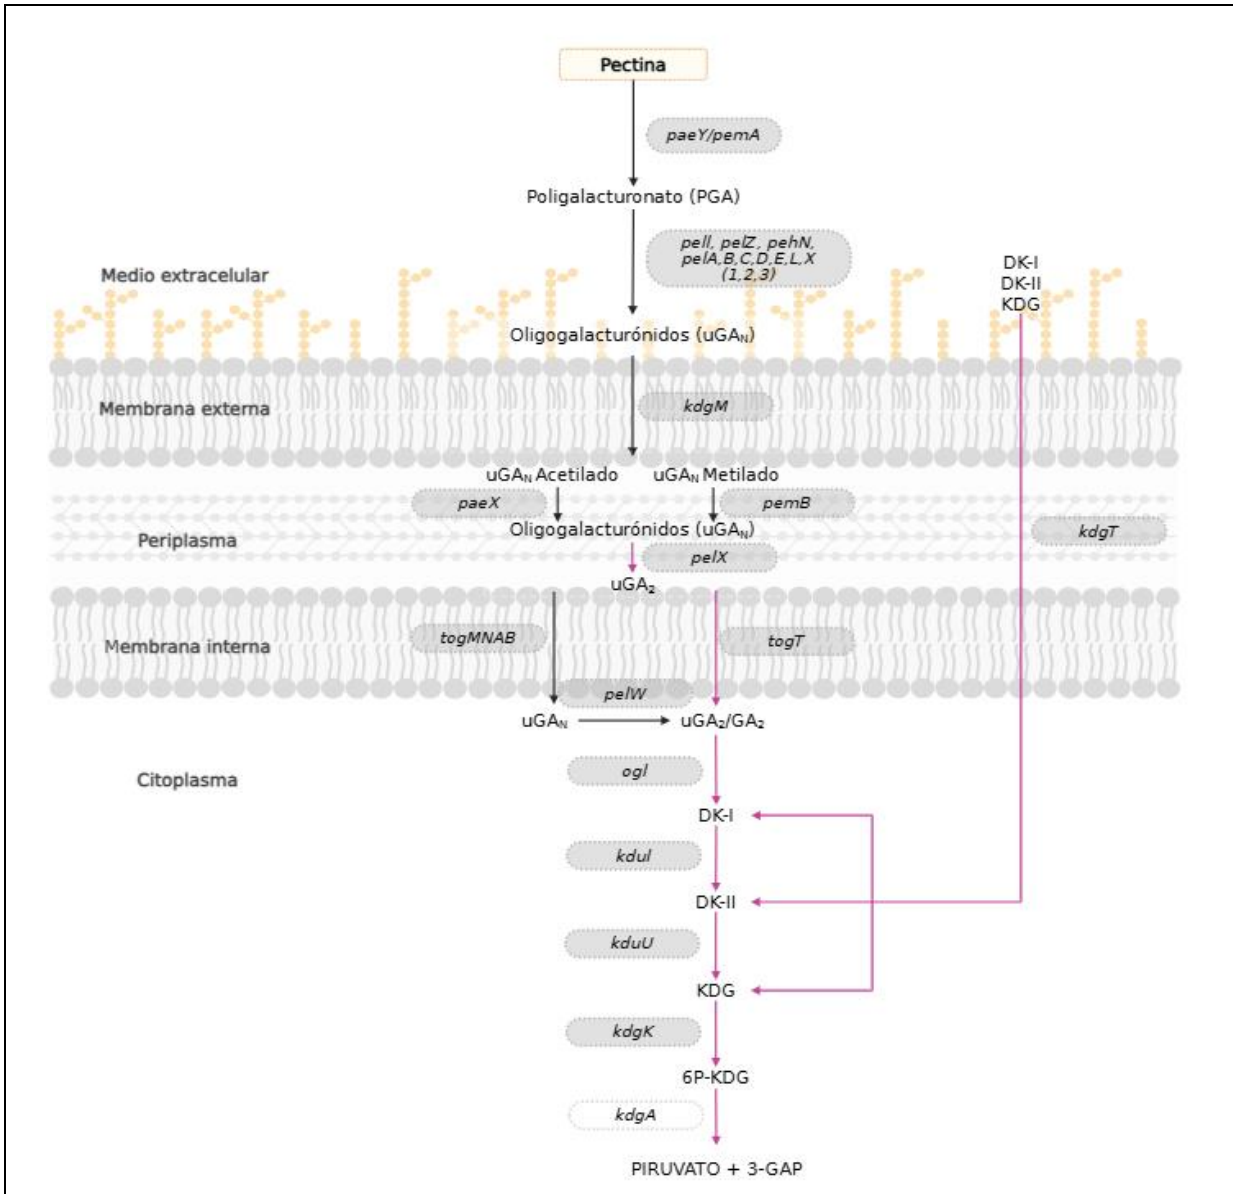 Pectina
paeY/pemA
Poligalacturonato (PGA)
pelI, pelZ, pehN,
pelA,B,C,D,E,L,X
(1,2,3)
Medio extracelular
DK-I
DK-II
KDG
Oligogalacturónidos (uGAₙ)
Membrana externa
kdgM
uGAₙ Acetilado
uGAₙ Metilado
paeX
pemB
Oligogalacturónidos (uGAₙ)
Periplasma
kdgT
pelX
uGA₂
togMNAB
togT
Membrana interna
pelW
uGAₙ
uGA₂/GA₂
Citoplasma
ogl
DK-I
kduI
DK-II
kduU
KDG
kdgK
6P-KDG
kdgA
PIRUVATO + 3-GAP